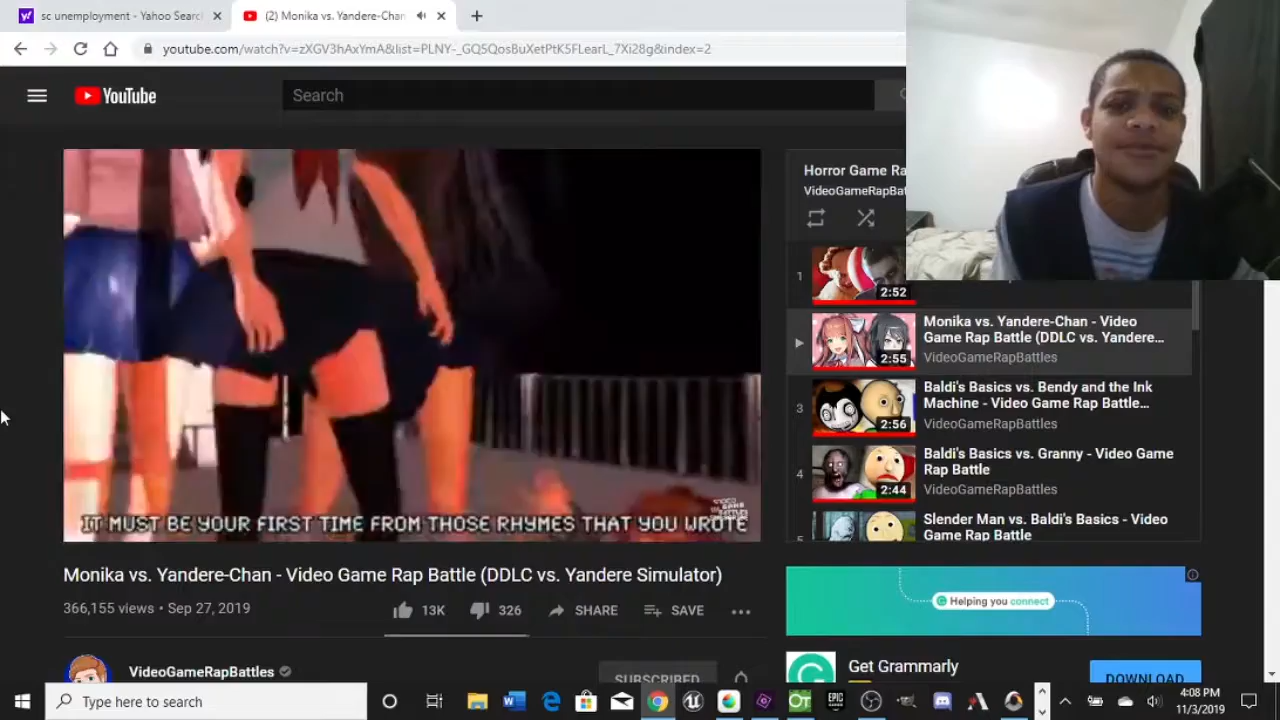 sc unemployment - Yahoo Searc
(2) Monika vs. Yandere-Chan
youtube.com/watch?v=zXGV3hAxYmA&list=PLNY-_GQ5QosBuXetPtK5FLearL_7Xi28g&index=2
YouTube
Search
Horror Game Ra
VideoGameRapBat
1
2:52
Monika vs. Yandere-Chan - Video
Game Rap Battle (DDLC vs. Yandere...
VideoGameRapBattles
2:55
3
Baldi's Basics vs. Bendy and the Ink
Machine - Video Game Rap Battle...
VideoGameRapBattles
2:56
4
Baldi's Basics vs. Granny - Video Game
Rap Battle
VideoGameRapBattles
2:44
Slender Man vs. Baldi's Basics - Video
Game Rap Battle
IT MUST BE YOUR FIRST TIME FROM THOSE RHYMES THAT YOU WROTE
Monika vs. Yandere-Chan - Video Game Rap Battle (DDLC vs. Yandere Simulator)
366,155 views • Sep 27, 2019
13K
326
SHARE
SAVE
Helping you connect
VideoGameRapBattles
SUBSCRIBED
Get Grammarly
DOWNLOAD
Type here to search
4:08 PM
11/3/2019